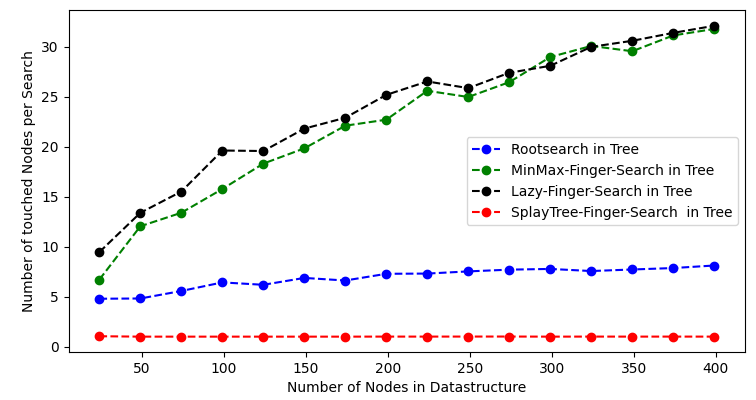 30
25
20
15
10
5
0
Number of touched Nodes per Search
Rootsearch in Tree
MinMax-Finger-Search in Tree
Lazy-Finger-Search in Tree
SplayTree-Finger-Search  in Tree
50 100 150 200 250 300 350 400
Number of Nodes in Datastructure